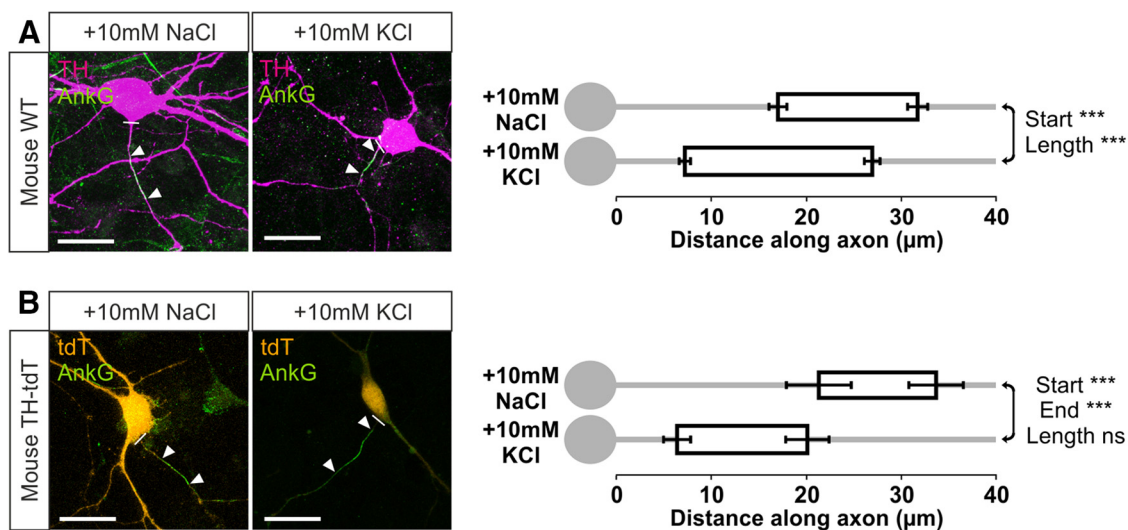 A
+10mM NaCl
+10mM KCl
Mouse WT
TH
AnkG
TH
AnkG
+10mM
NaCl
+10mM
KCl
Start ***
Length ***
0 10 20 30 40
Distance along axon (µm)
B
+10mM NaCl
+10mM KCl
Mouse TH-tdT
tdT
AnkG
tdT
AnkG
+10mM
NaCl
+10mM
KCl
Start ***
End ***
Length ns
0 10 20 30 40
Distance along axon (µm)